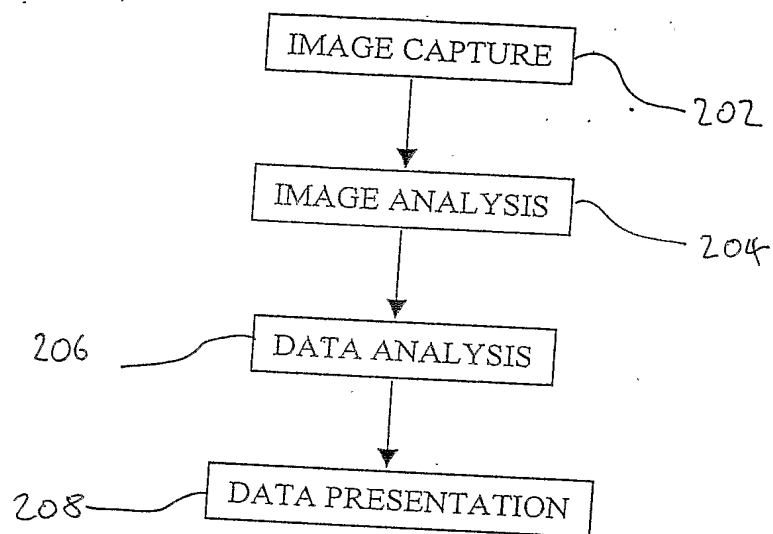 IMAGE CAPTURE
202
IMAGE ANALYSIS
204
206
DATA ANALYSIS
208
DATA PRESENTATION